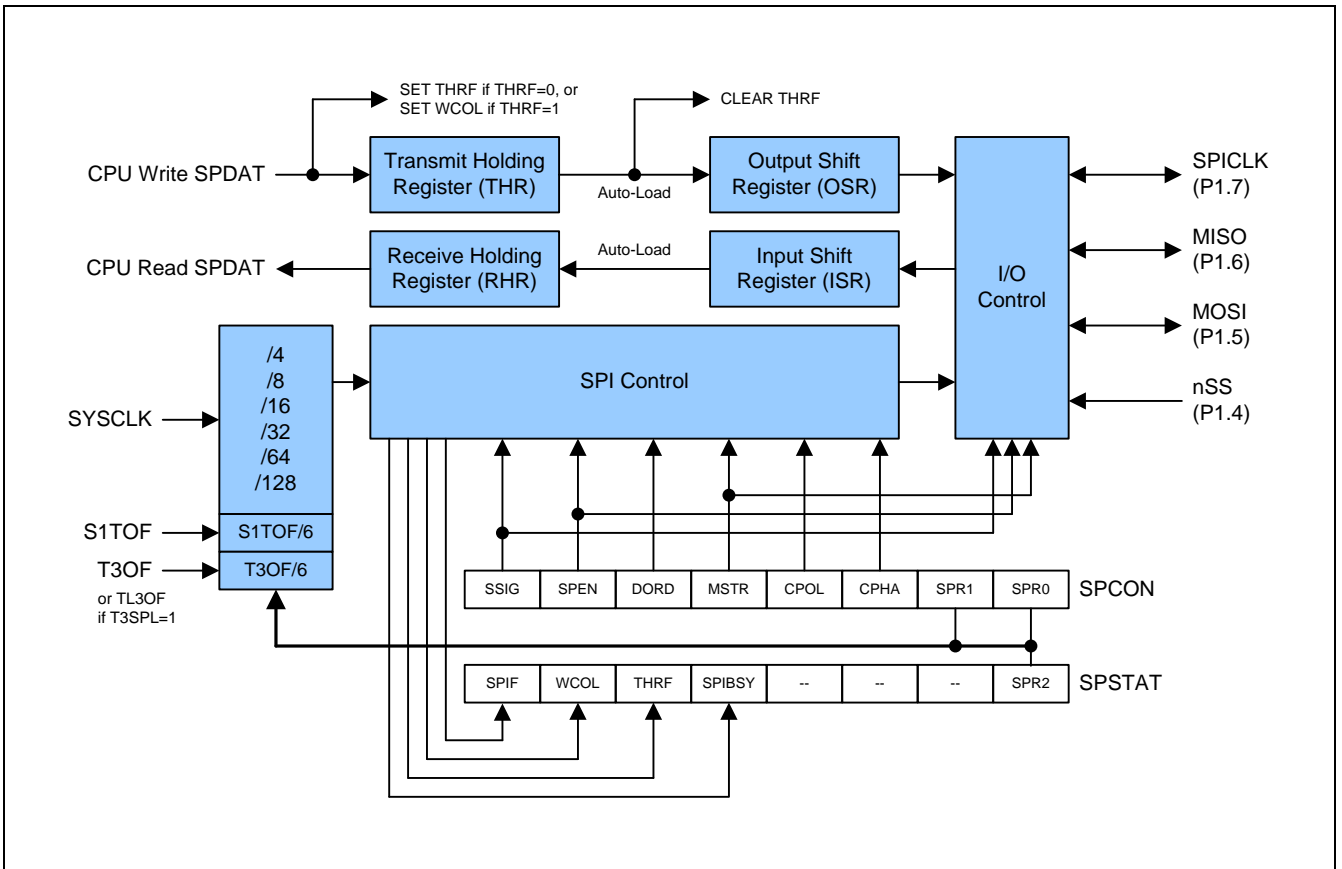 SET THRF if THRF=0, or
SET WCOL if THRF=1
CLEAR THRF
CPU Write SPDAT
Transmit Holding
Register (THR)
Auto-Load
Output Shift
Register (OSR)
SPICLK
(P1.7)
CPU Read SPDAT
Receive Holding
Register (RHR)
Auto-Load
Input Shift
Register (ISR)
I/O
Control
MISO
(P1.6)
MOSI
(P1.5)
nSS
(P1.4)
SYSCLK
/4
/8
/16
/32
/64
/128
SPI Control
S1TOF
S1TOF/6
T3OF
or TL3OF
if T3SPL=1
T3OF/6
SSIG SPEN DORD MSTR CPOL CPHA SPR1 SPR0 SPCON
SPIF WCOL THRF SPIBSY -- -- -- SPR2 SPSTAT